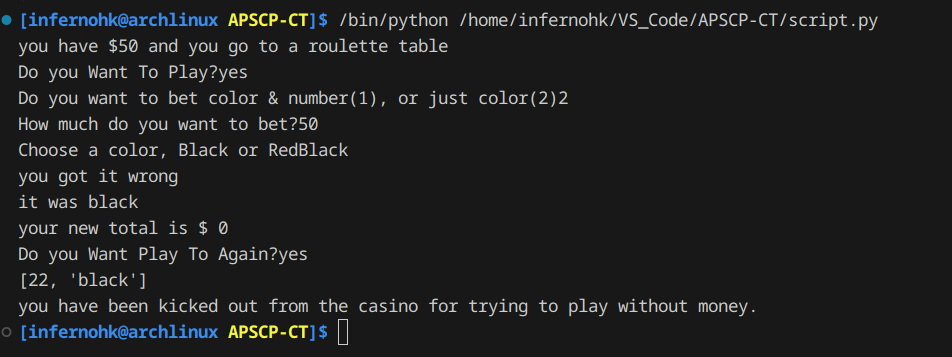 [infernohk@archlinux APSCP-CT]$ /bin/python /home/infernohk/VS_Code/APSCP-CT/script.py
you have $50 and you go to a roulette table
Do you Want To Play?yes
Do you want to bet color & number(1), or just color(2)2
How much do you want to bet?50
Choose a color, Black or RedBlack
you got it wrong
it was black
your new total is $ 0
Do you Want Play To Again?yes
[22, 'black']
you have been kicked out from the casino for trying to play without money.
[infernohk@archlinux APSCP-CT]$